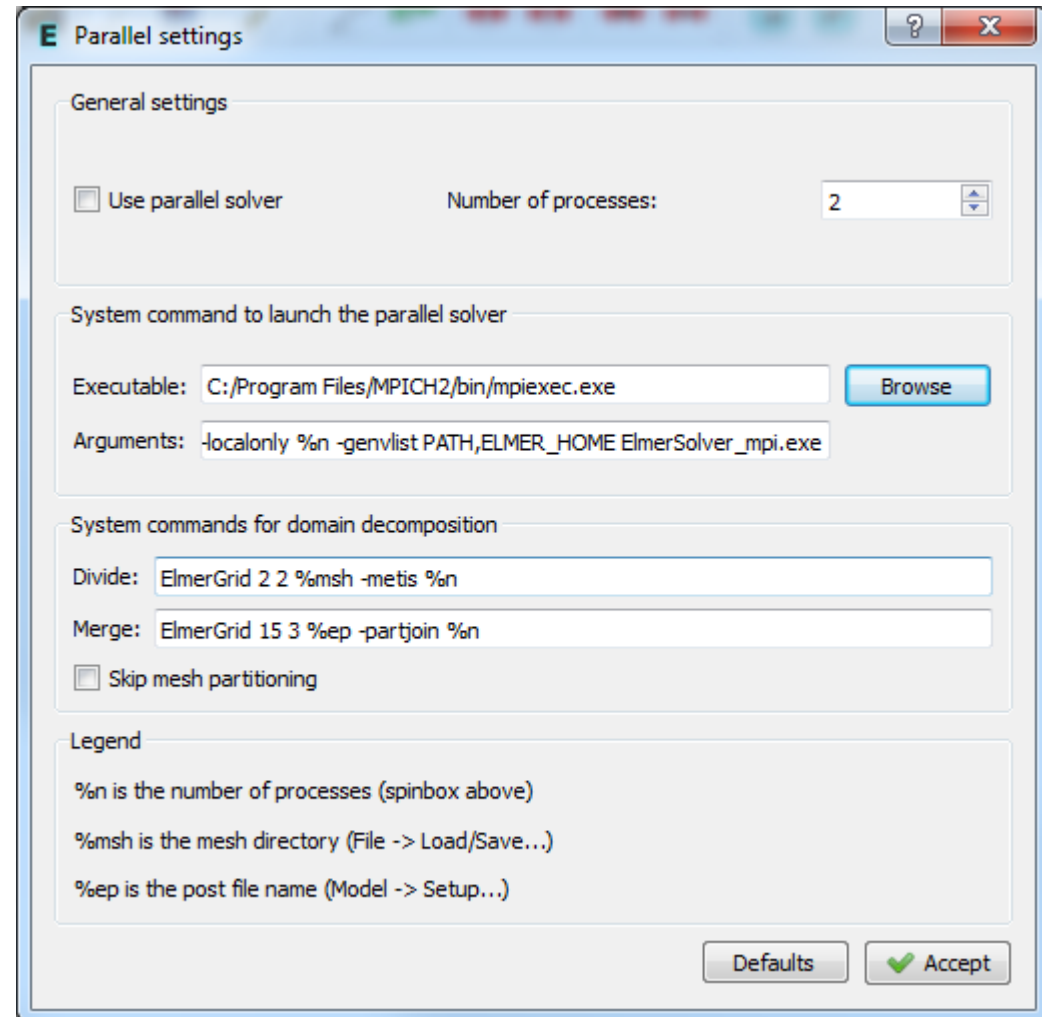 E Parallel settings
?
General settings
Use parallel solver Number of processes: 2
System command to launch the parallel solver
Executable: C:/Program Files/MPICH2/bin/mpiexec.exe Browse
Arguments: -localonly %n -genvlist PATH,ELMER_HOME ElmerSolver_mpi.exe
System commands for domain decomposition
Divide: ElmerGrid 2 2 %msh -metis %n
Merge: ElmerGrid 15 3 %ep -partjoin %n
Skip mesh partitioning
Legend
%n is the number of processes (spinbox above)
%msh is the mesh directory (File -> Load/Save...)
%ep is the post file name (Model -> Setup...)
Defaults Accept